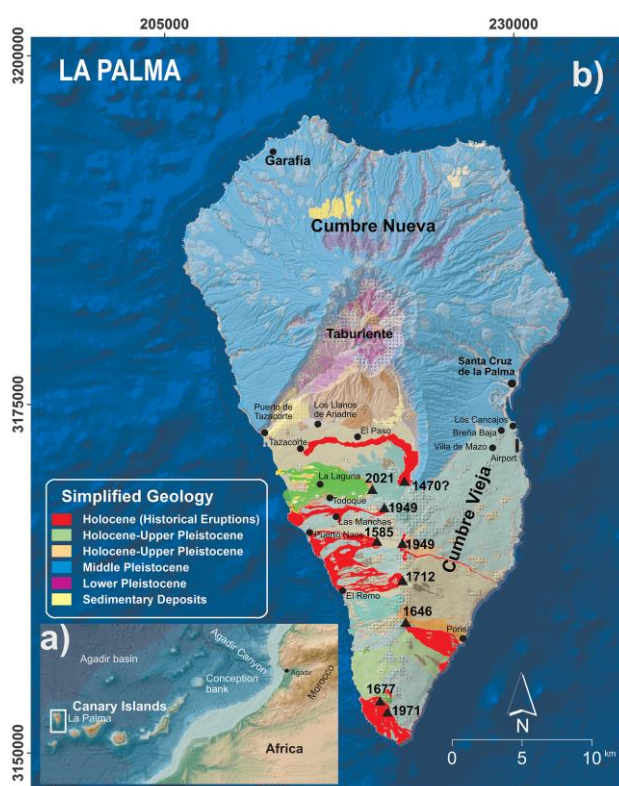 205000
230000
3200000
LA PALMA
b)
Garafía
Cumbre Nueva
Taburiente
Santa Cruz
de la Palma
3175000
Puerto de
Tazacorte
Los Llanos
de Ariadne
El Paso
Tazacorte
Los Cancajos
Breña Baja
Villa de Mazo
Airport
La Laguna
2021
1470?
Todoque
1949
Las Manchas
Puerto Naos
1585
1949
Cumbre Vieja
1712
El Remo
1646
Poris
1677
1971
Simplified Geology
Holocene (Historical Eruptions)
Holocene-Upper Pleistocene
Holocene-Upper Pleistocene
Middle Pleistocene
Lower Pleistocene
Sedimentary Deposits
a)
Agadir Canyon
Agadir basin
Agadir
Conception
bank
Morocco
Canary Islands
La Palma
Africa
N
0 5 10 km
3150000